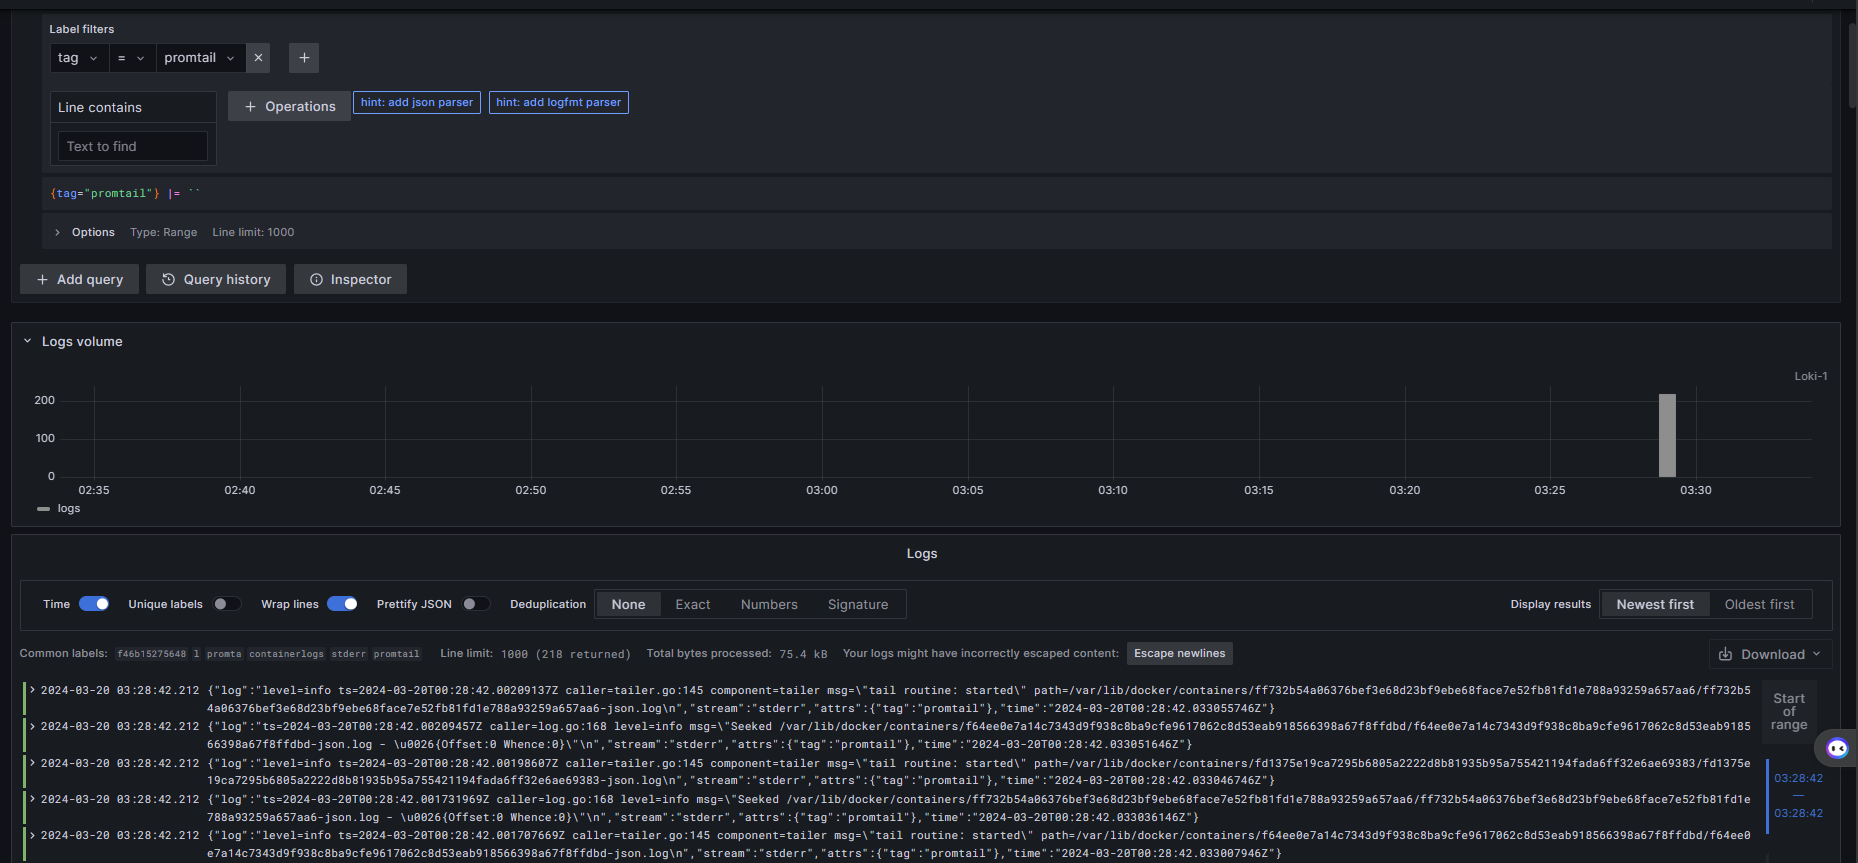 Label filters
tag = promtail × +
Line contains
+ Operations hint: add json parser hint: add logfmt parser
Text to find
{tag="promtail"} |= ``
Options Type: Range Line limit: 1000
+ Add query Query history Inspector
Logs volume
Loki-1
200
100
0
02:35 02:40 02:45 02:50 02:55 03:00 03:05 03:10 03:15 03:20 03:25 03:30
logs
Logs
Time Unique labels Wrap lines Prettify JSON Deduplication None Exact Numbers Signature Display results Newest first Oldest first
Common labels: f46b15275648 1 promta containerlogs stderr promtail Line limit: 1000 (218 returned) Total bytes processed: 75.4 kB Your logs might have incorrectly escaped content: Escape newlines Download
2024-03-20 03:28:42.212 {"log":"level=info ts=2024-03-20T00:28:42.00209137Z caller=tailer.go:145 component=tailer msg=\"tail routine: started\" path=/var/lib/docker/containers/ff732b54a06376bef3e68d23bf9ebe68face7e52fb81fd1e788a93259a657aa6/ff732b5
4a06376bef3e68d23bf9ebe68face7e52fb81fd1e788a93259a657aa6-json.log\n","stream":"stderr","attrs":{"tag":"promtail"},"time":"2024-03-20T00:28:42.033055746Z"}
2024-03-20 03:28:42.212 {"log":"ts=2024-03-20T00:28:42.00209457Z caller=log.go:168 level=info msg=\"Seeked /var/lib/docker/containers/f64ee0e7a14c7343d9f938c8ba9cfe9617062c8d53eab918566398a67f8ffdbd/f64ee0e7a14c7343d9f938c8ba9cfe9617062c8d53eab9185
66398a67f8ffdbd-json.log - \u0026{Offset:0 Whence:0}\"\n","stream":"stderr","attrs":{"tag":"promtail"},"time":"2024-03-20T00:28:42.033051646Z"}
2024-03-20 03:28:42.212 {"log":"level=info ts=2024-03-20T00:28:42.00198607Z caller=tailer.go:145 component=tailer msg=\"tail routine: started\" path=/var/lib/docker/containers/fd1375e19ca7295b6805a2222d8b81935b95a755421194fada6ff32e6ae69383/fd1375e
19ca7295b6805a2222d8b81935b95a755421194fada6ff32e6ae69383-json.log\n","stream":"stderr","attrs":{"tag":"promtail"},"time":"2024-03-20T00:28:42.033046746Z"}
2024-03-20 03:28:42.212 {"log":"ts=2024-03-20T00:28:42.001731969Z caller=log.go:168 level=info msg=\"Seeked /var/lib/docker/containers/ff732b54a06376bef3e68d23bf9ebe68face7e52fb81fd1e788a93259a657aa6/ff732b54a06376bef3e68d23bf9ebe68face7e52fb81fd1e
788a93259a657aa6-json.log - \u0026{Offset:0 Whence:0}\"\n","stream":"stderr","attrs":{"tag":"promtail"},"time":"2024-03-20T00:28:42.033036146Z"}
2024-03-20 03:28:42.212 {"log":"level=info ts=2024-03-20T00:28:42.001707669Z caller=tailer.go:145 component=tailer msg=\"tail routine: started\" path=/var/lib/docker/containers/f64ee0e7a14c7343d9f938c8ba9cfe9617062c8d53eab918566398a67f8ffdbd/f64ee0
e7a14c7343d9f938c8ba9cfe9617062c8d53eab918566398a67f8ffdbd-json.log\n","stream":"stderr","attrs":{"tag":"promtail"},"time":"2024-03-20T00:28:42.033007946Z"}
Start
of
range
03:28:42
—
03:28:42